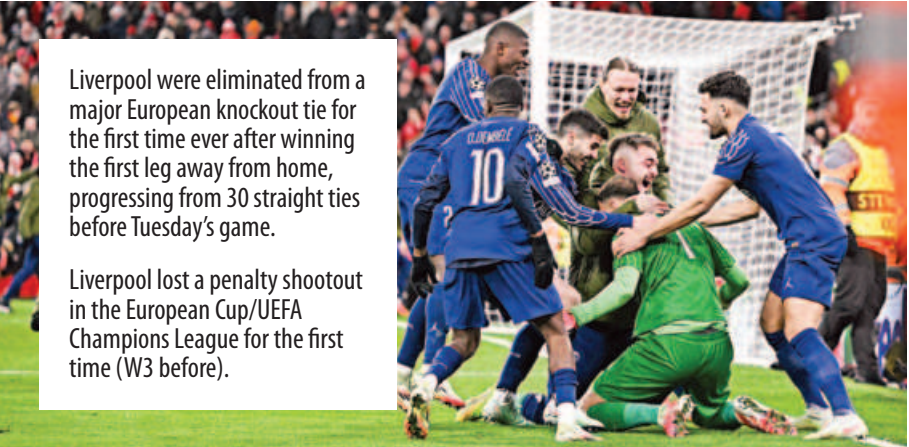 Liverpool were eliminated from a
major European knockout tie for
the first time ever after winning
the first leg away from home,
progressing from 30 straight ties
before Tuesday’s game.
Liverpool lost a penalty shootout
in the European Cup/UEFA
Champions League for the first
time (W3 before).
O.DEMBÉLÉ
10
2
1